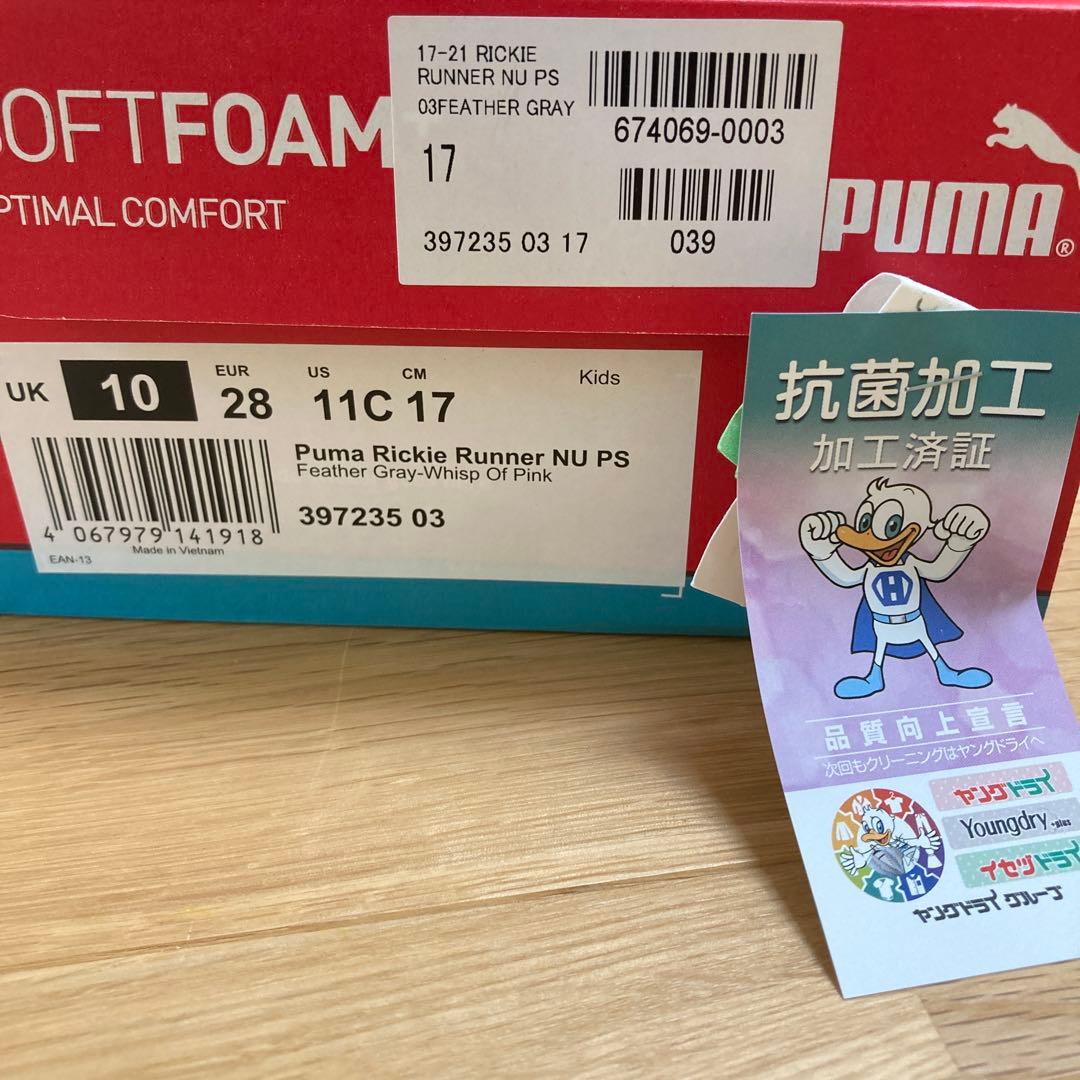 SOFTFOAM
OPTIMAL COMFORT
17-21 RICKIE
RUNNER NU PS
03FEATHER GRAY
674069-0003
17
397235 03 17
039
PUMA®
UK 10
EUR 28
US 11C
CM 17
Kids
Puma Rickie Runner NU PS
Feather Gray-Whisp Of Pink
397235 03
4 067979 141918
Made in Vietnam
EAN-13
抗菌加工
加工済証
H
品質向上宣言
次回もクリーニングはヤングドライへ
ヤングドライ
Youngdry +plus
イセヅドライ
ヤングドライグループ